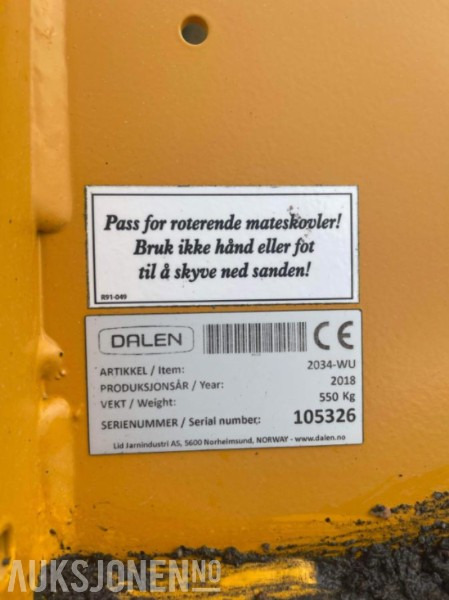 Pass for roterende mateskovler!
Bruk ikke hånd eller fot
til å skyve ned sanden!
R91-049
DALEN CE
ARTIKKEL / Item: 2034-WU
PRODUKSJONSÅR / Year: 2018
VEKT / Weight: 550 Kg
SERIENUMMER / Serial number: 105326
Lid Jarnindustri AS, 5600 Norheimsund, NORWAY - www.dalen.no
AUKSJONEN.NO